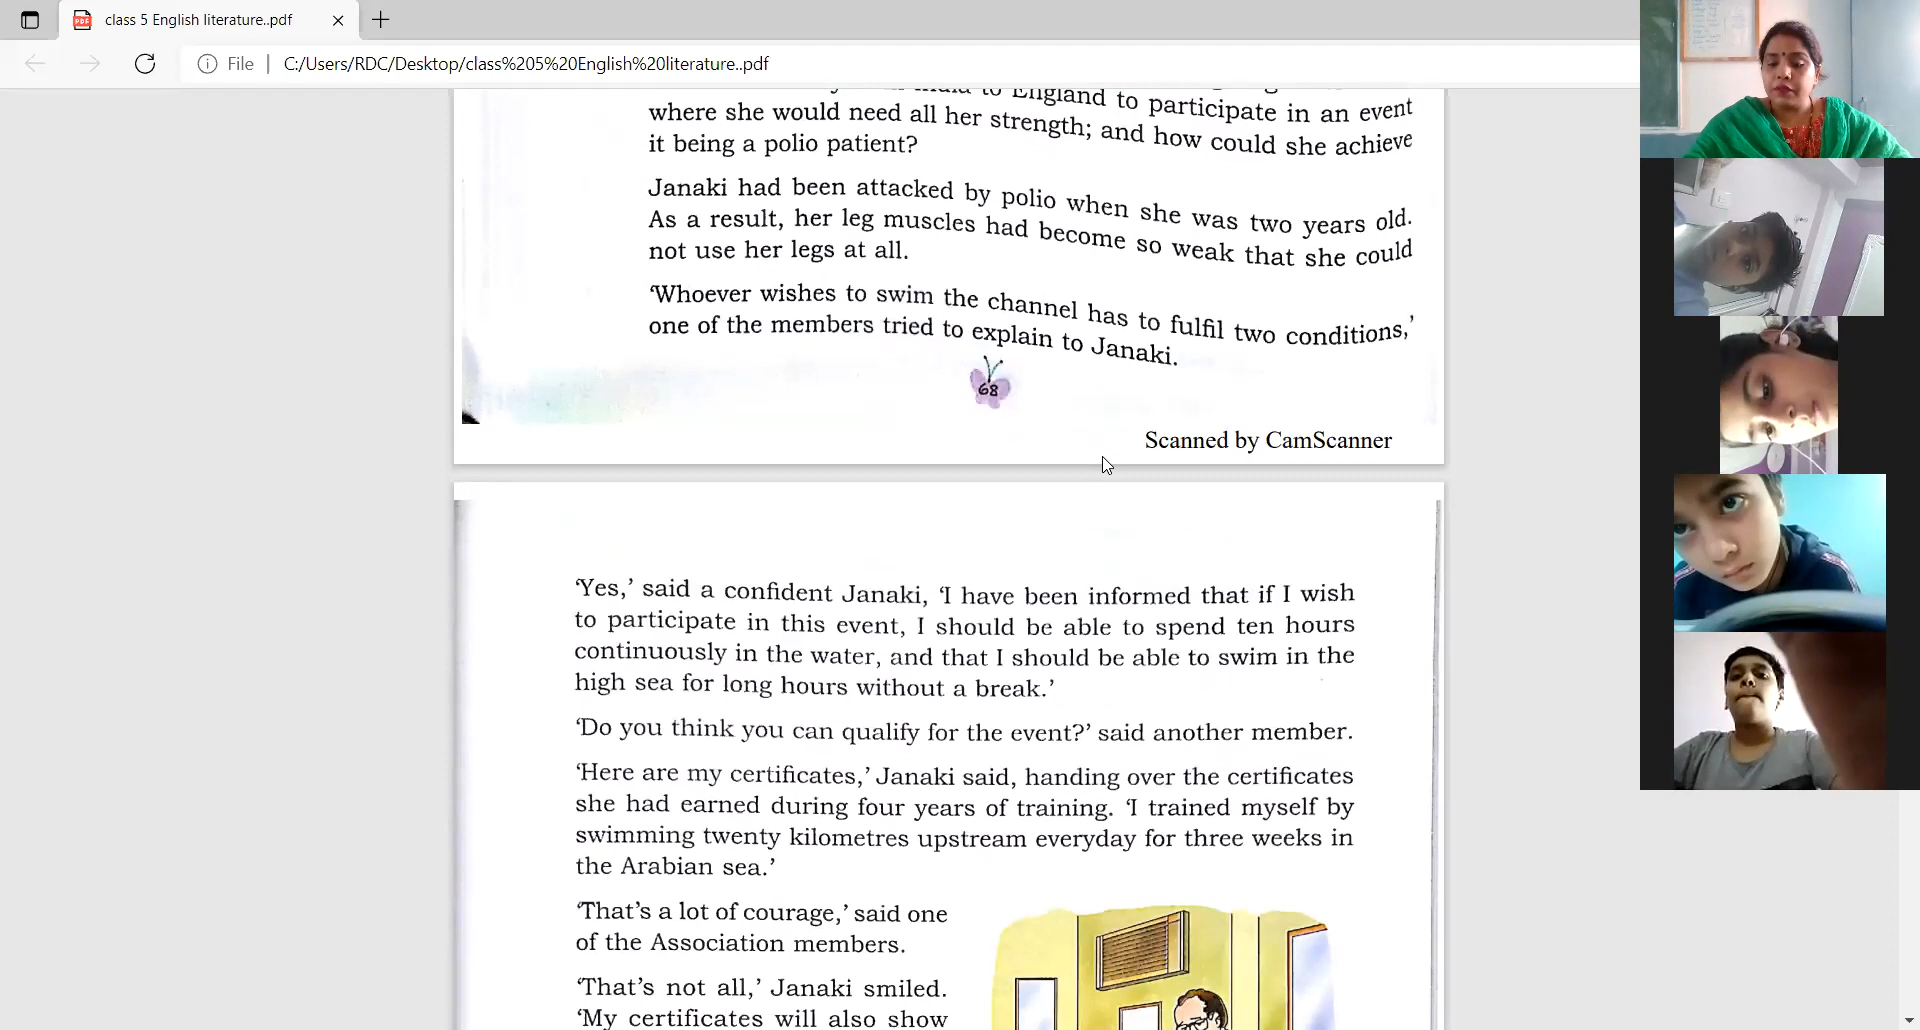 class 5 English literature..pdf
File
C:/Users/RDC/Desktop/class%205%20English%20literature..pdf
to England to participate in an event
where she would need all her strength; and how could she achieve
it being a polio patient?
Janaki had been attacked by polio when she was two years old.
As a result, her leg muscles had become so weak that she could
not use her legs at all.
‘Whoever wishes to swim the channel has to fulfil two conditions,’
one of the members tried to explain to Janaki.
68
Scanned by CamScanner
‘Yes,’ said a confident Janaki, ‘I have been informed that if I wish
to participate in this event, I should be able to spend ten hours
continuously in the water, and that I should be able to swim in the
high sea for long hours without a break.’
‘Do you think you can qualify for the event?’ said another member.
‘Here are my certificates,’ Janaki said, handing over the certificates
she had earned during four years of training. ‘I trained myself by
swimming twenty kilometres upstream everyday for three weeks in
the Arabian sea.’
‘That’s a lot of courage,’ said one
of the Association members.
‘That’s not all,’ Janaki smiled.
‘My certificates will also show